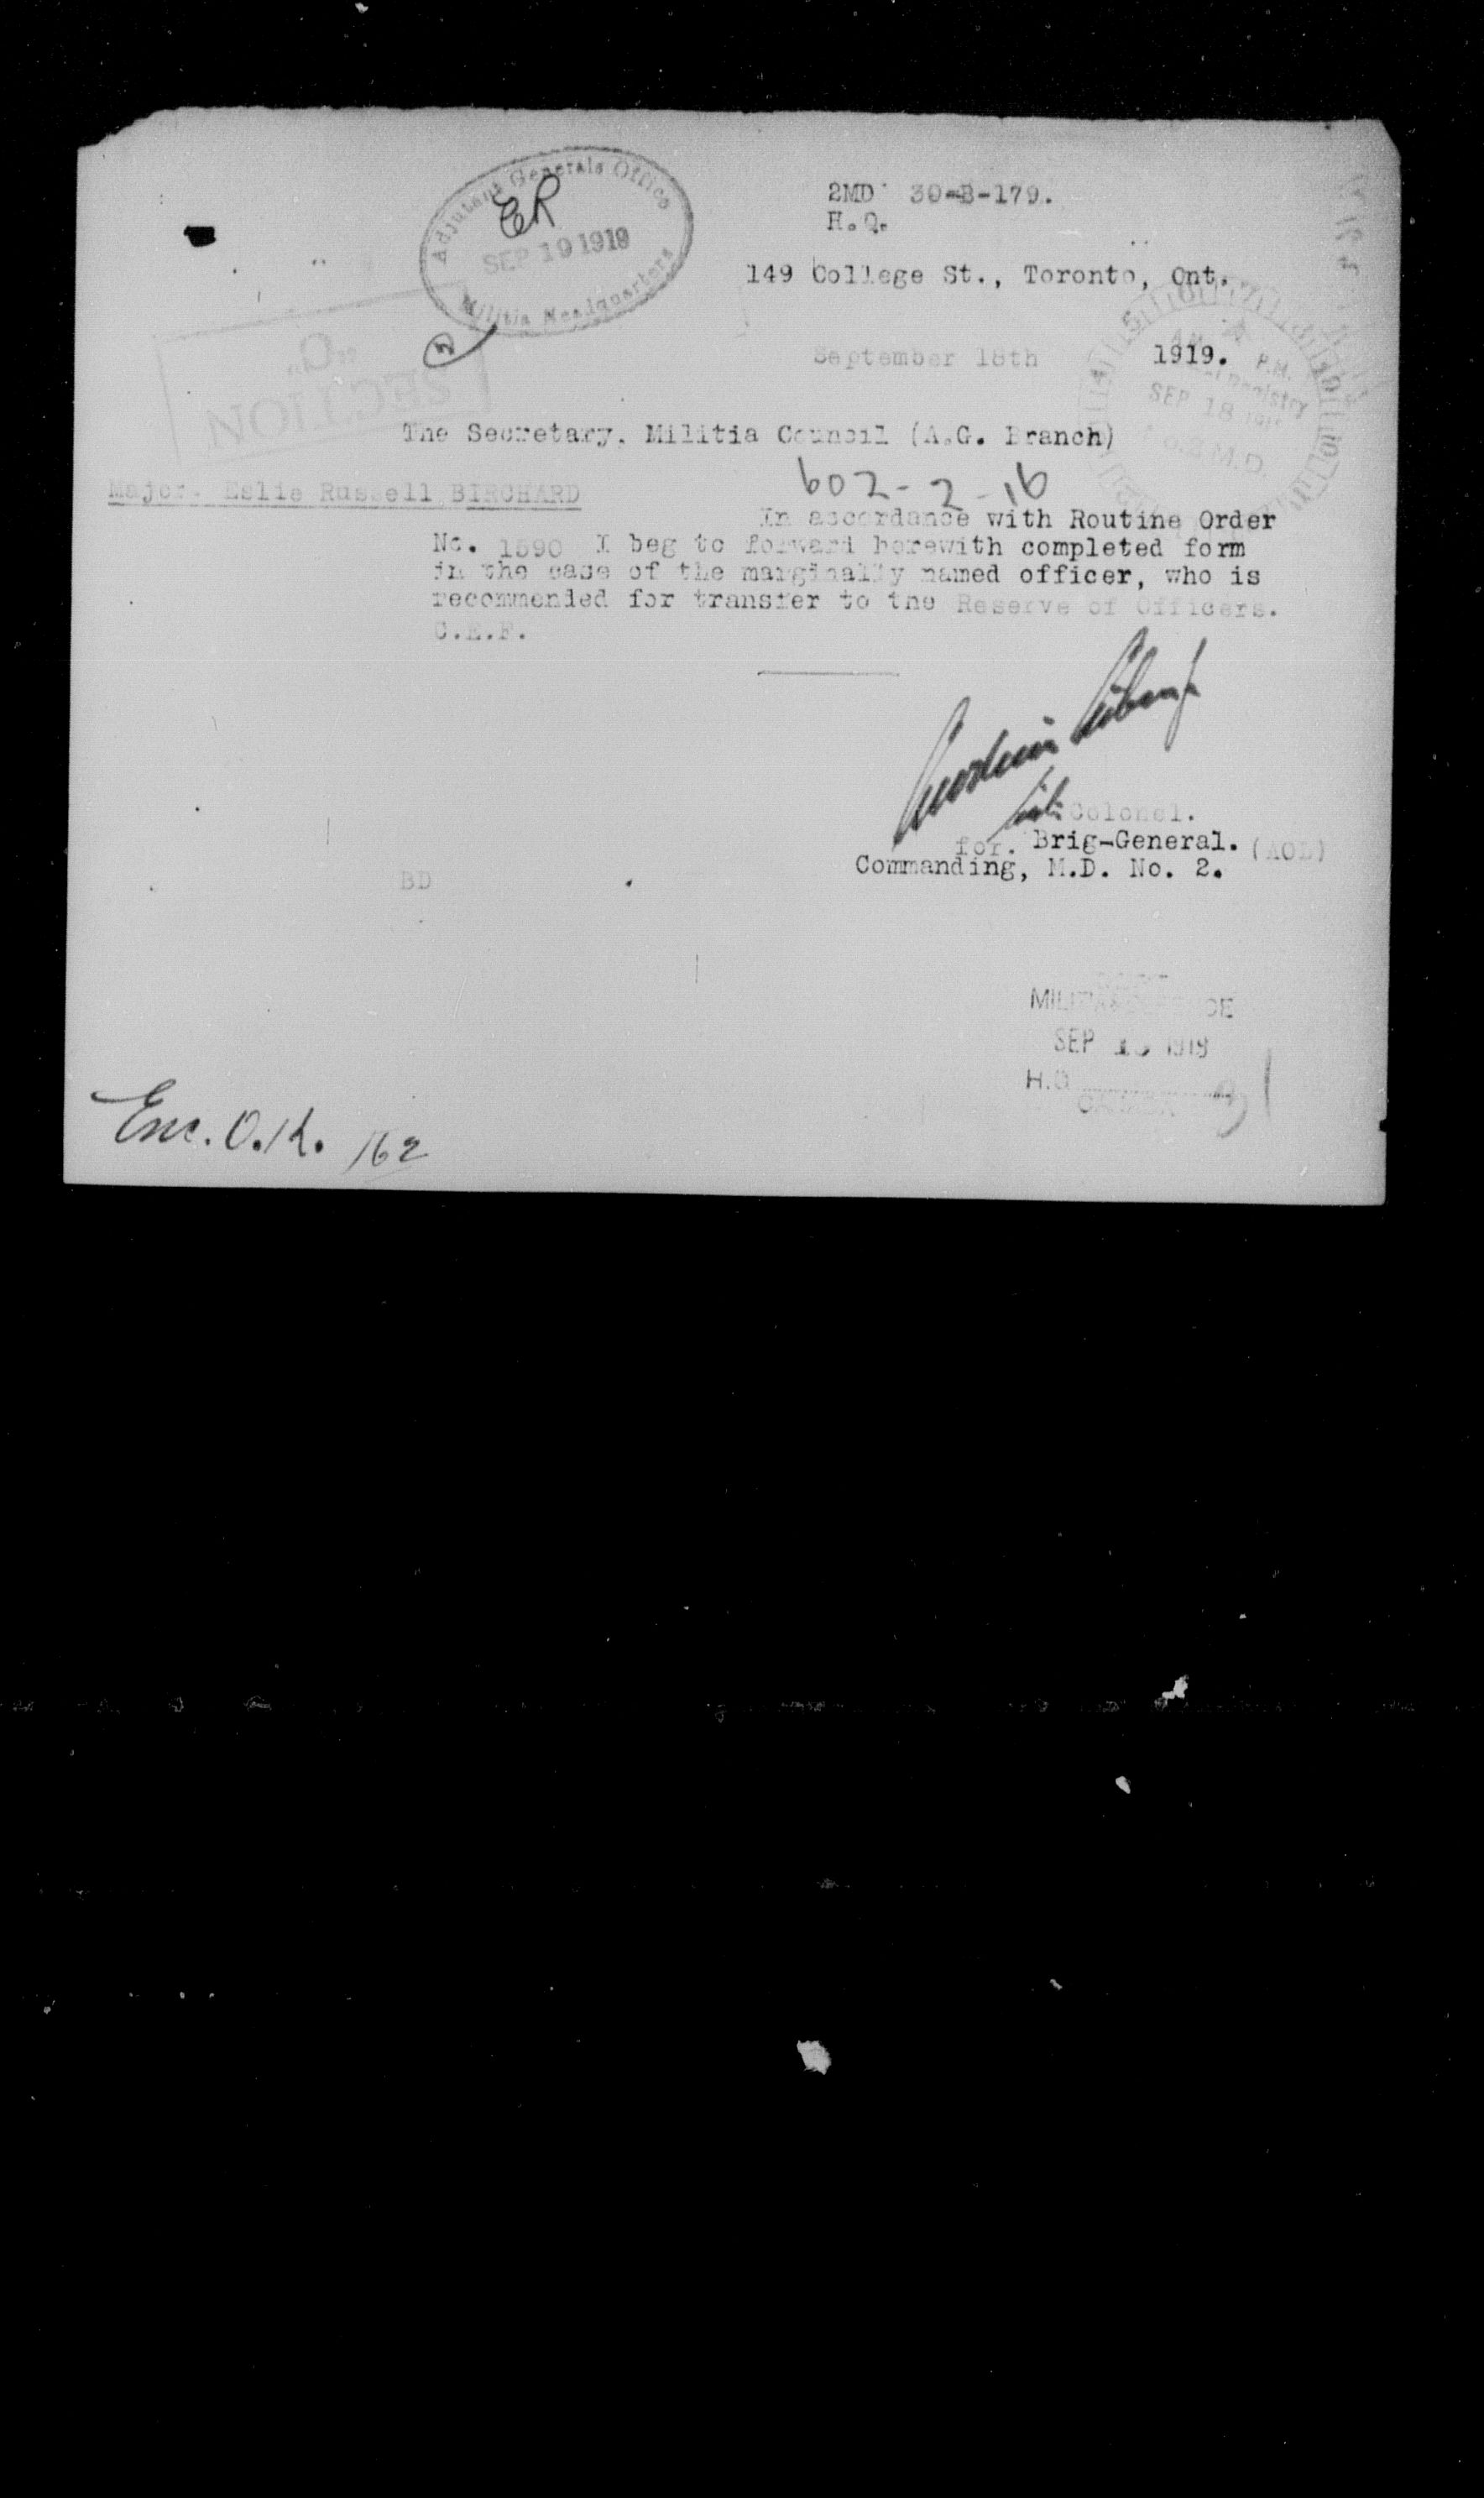 Adjutant Generals Office
ER
SEP 19 1919
Militia Headquarters
2MD 30-B-179.
H.Q.
149 College St., Toronto, Ont.
September 18th 1919.
A.M. P.M.
Registry
SEP 18
M.D.
"C"
SECTION
The Secretary, Militia Council (A.G. Branch)
602-2-16
Major. Eslie Russell BIRCHARD
In accordance with Routine Order
No. 1590 I beg to forward herewith completed form
in the case of the marginally named officer, who is
recommended for transfer to the Reserve of Officers.
C.E.F.
Colonel.
for. Brig-General. (AOD)
Commanding, M.D. No. 2.
BD
SEP 1919
H.Q.
Enc. O.K. 162